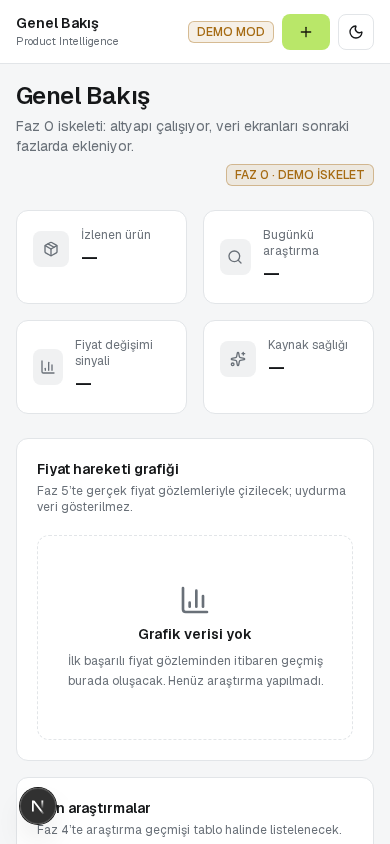 Genel Bakış
Product Intelligence
DEMO MOD
Genel Bakış
Faz 0 iskeleti: altyapı çalışıyor, veri ekranları sonraki
fazlarda ekleniyor.
FAZ 0 · DEMO İSKELET
İzlenen ürün
—
Bugünkü
araştırma
—
Fiyat değişimi
sinyali
—
Kaynak sağlığı
—
Fiyat hareketi grafiği
Faz 5'te gerçek fiyat gözlemleriyle çizilecek; uydurma
veri gösterilmez.
Grafik verisi yok
İlk başarılı fiyat gözleminden itibaren geçmiş
burada oluşacak. Henüz araştırma yapılmadı.
N
araştırmalar
Faz 4'te araştırma geçmişi tablo halinde listelenecek.